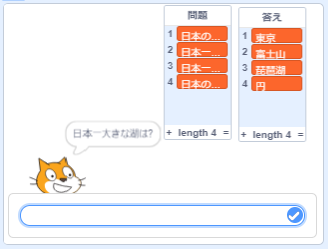 問題
1 日本の...
2 日本一...
3 日本一...
4 日本の...
+ length 4 =
答え
1 東京
2 富士山
3 琵琶湖
4 円
+ length 4 =
日本一大きな湖は?